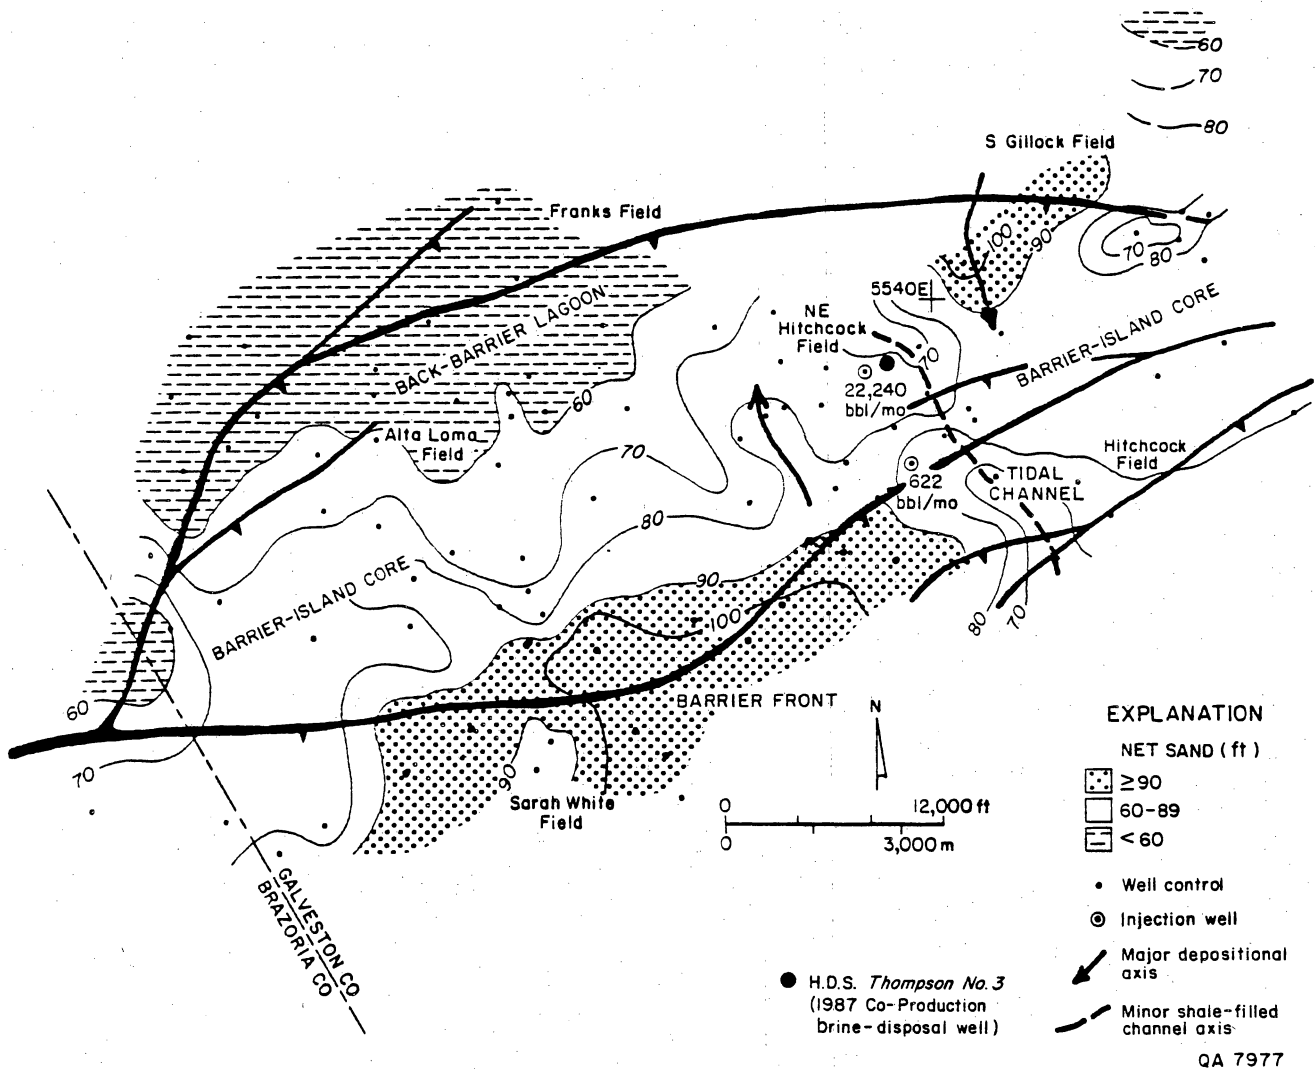 60
70
80
S Gillock Field
Franks Field
100
90
70
80
5540E
NE
Hitchcock
Field
BACK-BARRIER LAGOON
BARRIER-ISLAND CORE
70
22,240
bbl/mo
60
Alta Loma
Field
70
Hitchcock
Field
TIDAL
CHANNEL
622
bbl/mo
80
BARRIER-ISLAND CORE
90
100
80
70
60
BARRIER FRONT
N
70
90
Sarah White
Field
0
12,000 ft
0
3,000 m
GALVESTON CO
BRAZORIA CO
EXPLANATION
NET SAND (ft)
≥90
60-89
<60
Well control
Injection well
Major depositional
axis
Minor shale-filled
channel axis
H.D.S. Thompson No. 3
(1987 Co-Production
brine-disposal well)
QA 7977